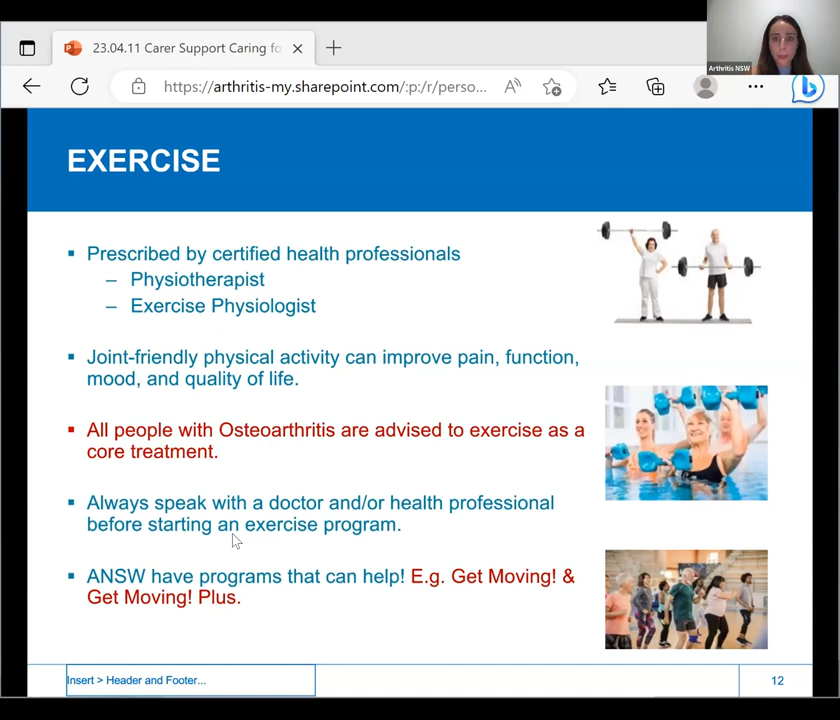 23.04.11 Carer Support Caring fo
Arthritis NSW
https://arthritis-my.sharepoint.com/:p:/r/perso...
EXERCISE
Prescribed by certified health professionals
– Physiotherapist
– Exercise Physiologist
Joint-friendly physical activity can improve pain, function,
mood, and quality of life.
All people with Osteoarthritis are advised to exercise as a
core treatment.
Always speak with a doctor and/or health professional
before starting an exercise program.
ANSW have programs that can help! E.g. Get Moving! &
Get Moving! Plus.
Insert > Header and Footer...
12